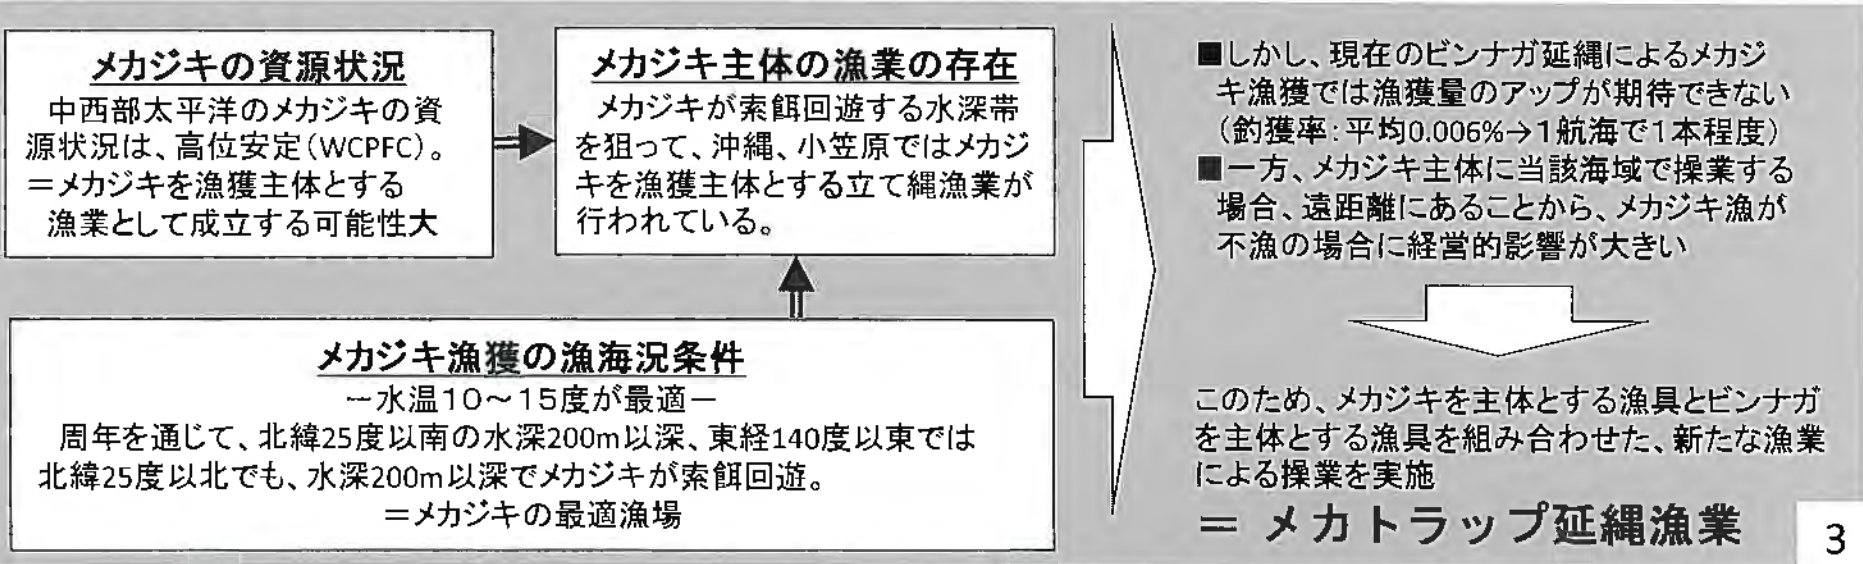 メカジキの資源状況
中西部太平洋のメカジキの資
源状況は、高位安定（WCPFC）。
＝メカジキを漁獲主体とする
漁業として成立する可能性大
メカジキ主体の漁業の存在
メカジキが索餌回遊する水深帯
を狙って、沖縄、小笠原ではメカジ
キを漁獲主体とする立て縄漁業が
行われている。
メカジキ漁獲の漁海況条件
－水温10～15度が最適－
周年を通じて、北緯25度以南の水深200m以深、東経140度以東では
北緯25度以北でも、水深200m以深でメカジキが索餌回遊。
＝メカジキの最適漁場
■しかし、現在のビンナガ延縄によるメカジ
キ漁獲では漁獲量のアップが期待できない
（釣獲率：平均0.006%→1航海で1本程度）
■一方、メカジキ主体に当該海域で操業する
場合、遠距離にあることから、メカジキ漁が
不漁の場合に経営的影響が大きい
このため、メカジキを主体とする漁具とビンナガ
を主体とする漁具を組み合わせた、新たな漁業
による操業を実施
＝ メカトラップ延縄漁業
3